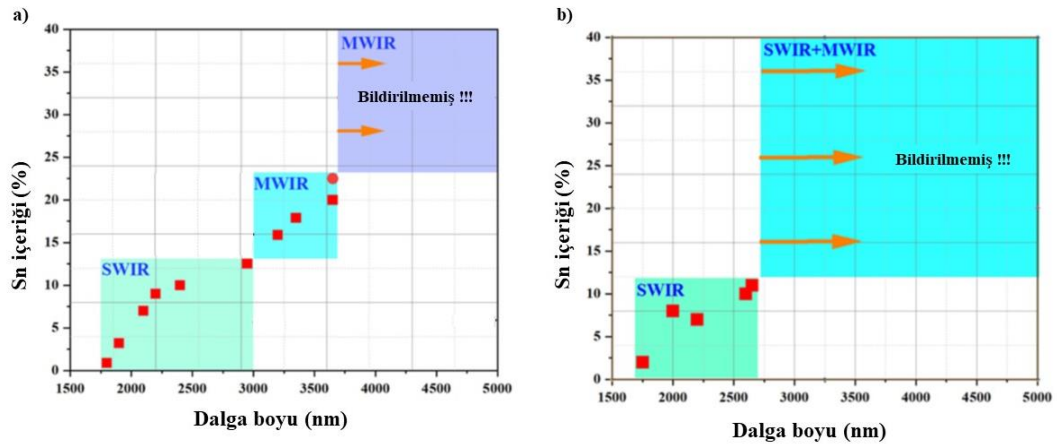 a)
Sn içeriği (%)
40
35
30
25
20
15
10
5
0
MWIR
Bildirilmemiş !!!
MWIR
SWIR
1500 2000 2500 3000 3500 4000 4500 5000
Dalga boyu (nm)
b)
Sn içeriği (%)
40
35
30
25
20
15
10
5
0
SWIR+MWIR
Bildirilmemiş !!!
SWIR
1500 2000 2500 3000 3500 4000 4500 5000
Dalga boyu (nm)